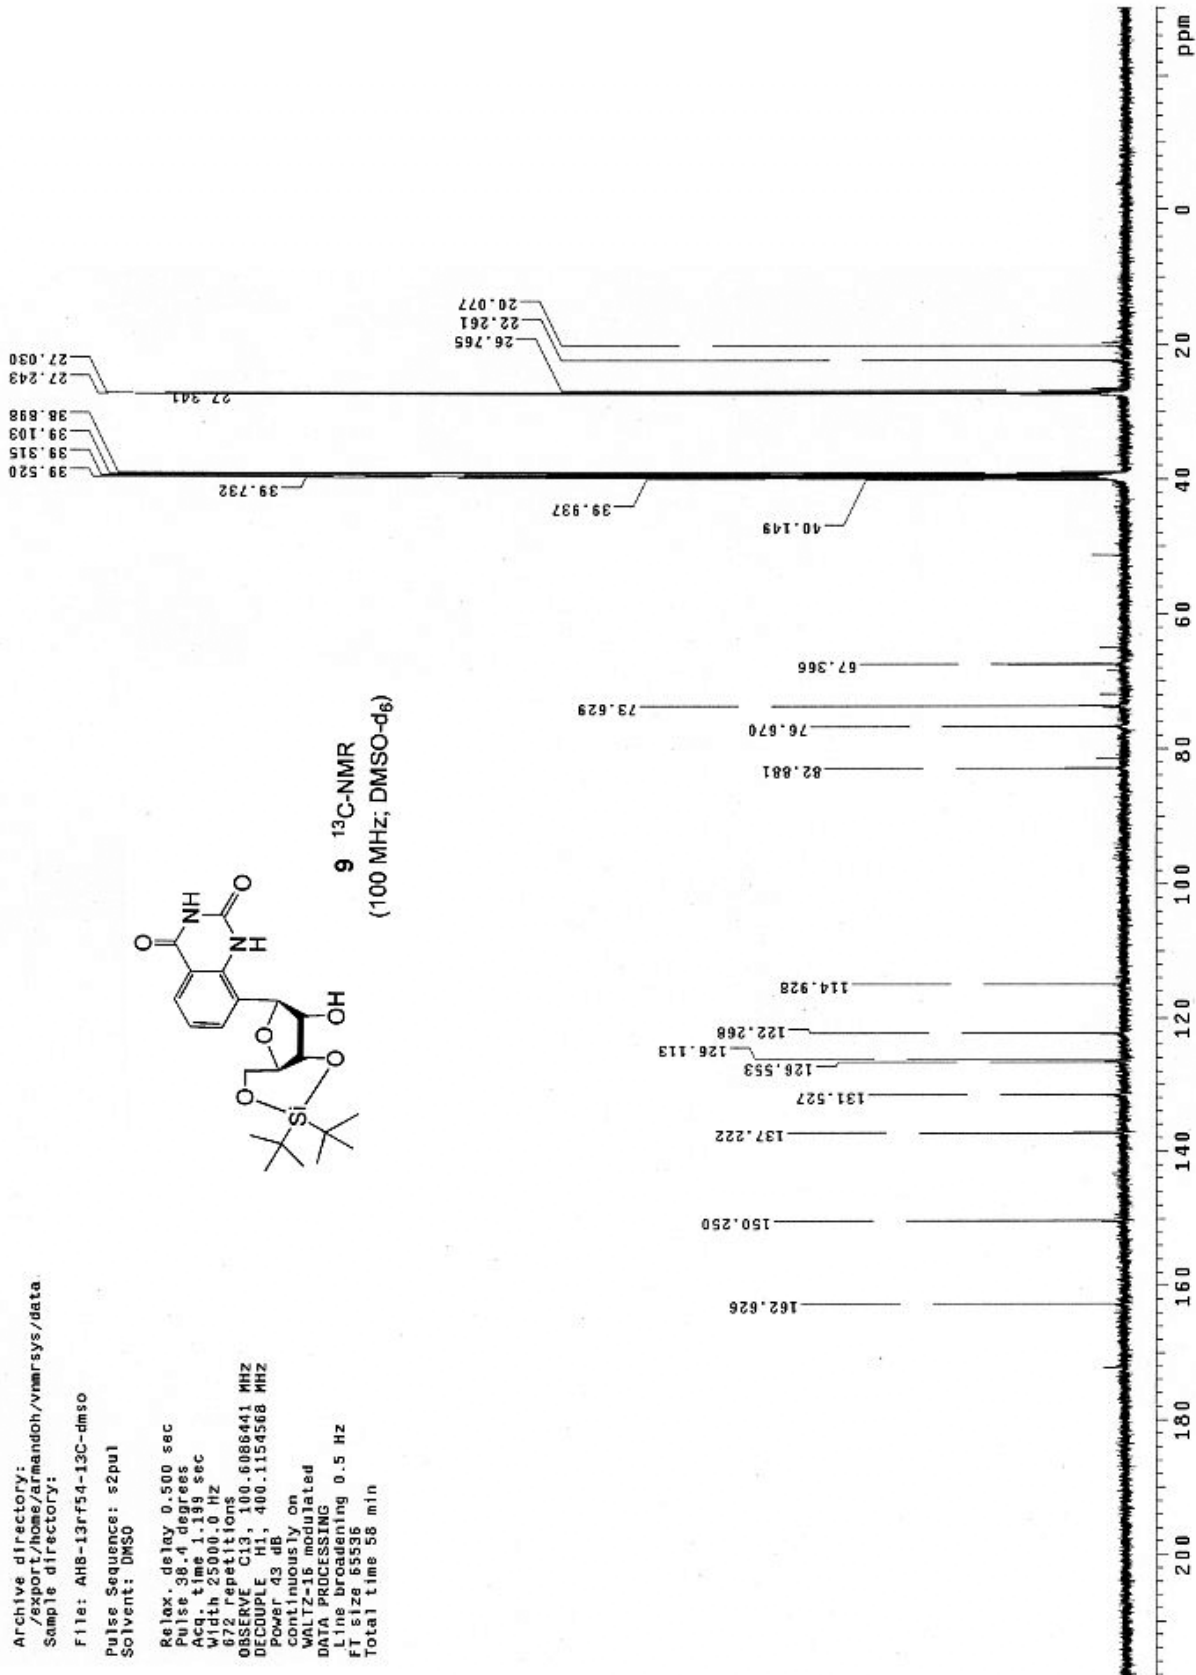 Archive directory:
/export/home/armandoh/vnmrsys/data
Sample directory:
File: AHB-13rf54-13C-dmso
Pulse Sequence: s2pul
Solvent: DMSO
Relax. delay 0.500 sec
Pulse 38.4 degrees
Acq. time 1.199 sec
Width 25000.0 Hz
672 repetitions
OBSERVE C13, 100.6086441 MHz
DECOUPLE H1, 400.1154568 MHz
Power 43 dB
continuously on
WALTZ-16 modulated
DATA PROCESSING
Line broadening 0.5 Hz
FT size 65536
Total time 58 min
O
NH
O
N
H
O
OH
O
O
Si
9 ¹³C-NMR
(100 MHz; DMSO-d₆)
162.626
150.250
137.222
131.527
126.553
126.113
122.268
114.928
82.881
76.670
73.629
67.366
40.149
39.937
39.732
39.520
39.315
39.103
38.898
27.341
27.243
27.030
26.765
22.261
20.077
200 180 160 140 120 100 80 60 40 20 0 ppm